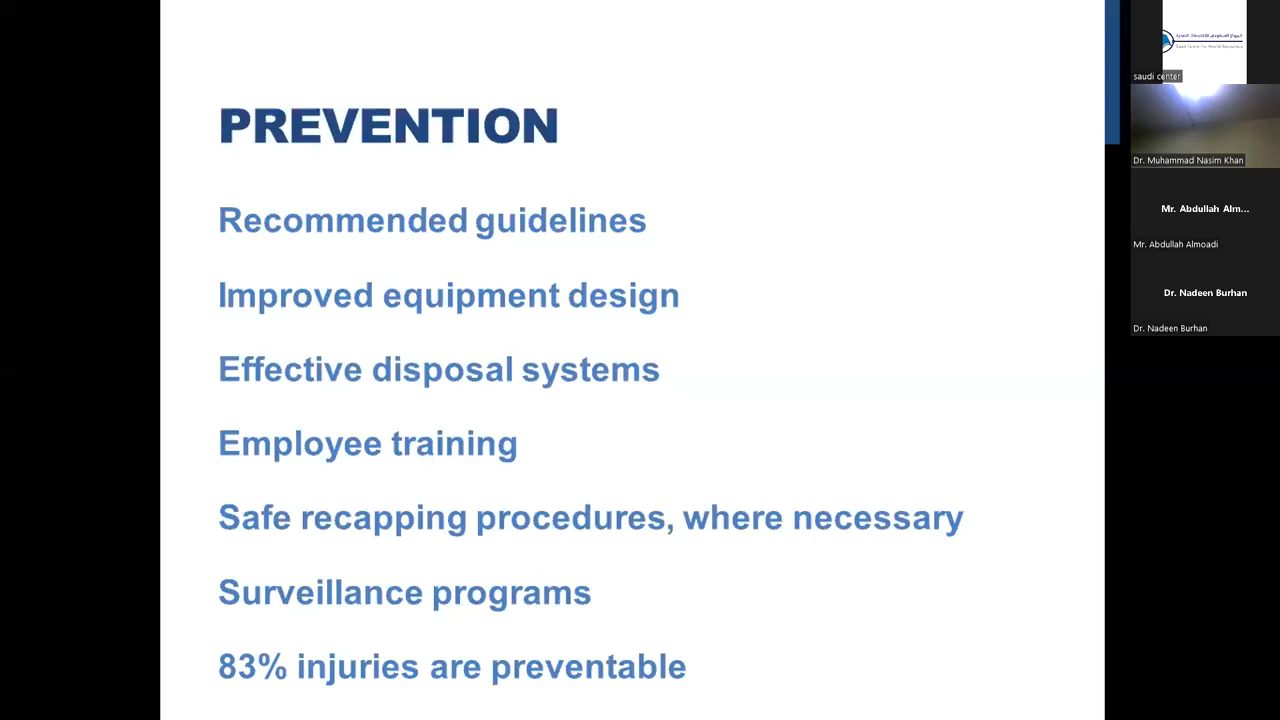 PREVENTION
Recommended guidelines
Improved equipment design
Effective disposal systems
Employee training
Safe recapping procedures, where necessary
Surveillance programs
83% injuries are preventable
saudi center
Dr. Muhammad Nasim Khan
Mr. Abdullah Alm...
Mr. Abdullah Almoadi
Dr. Nadeen Burhan
Dr. Nadeen Burhan